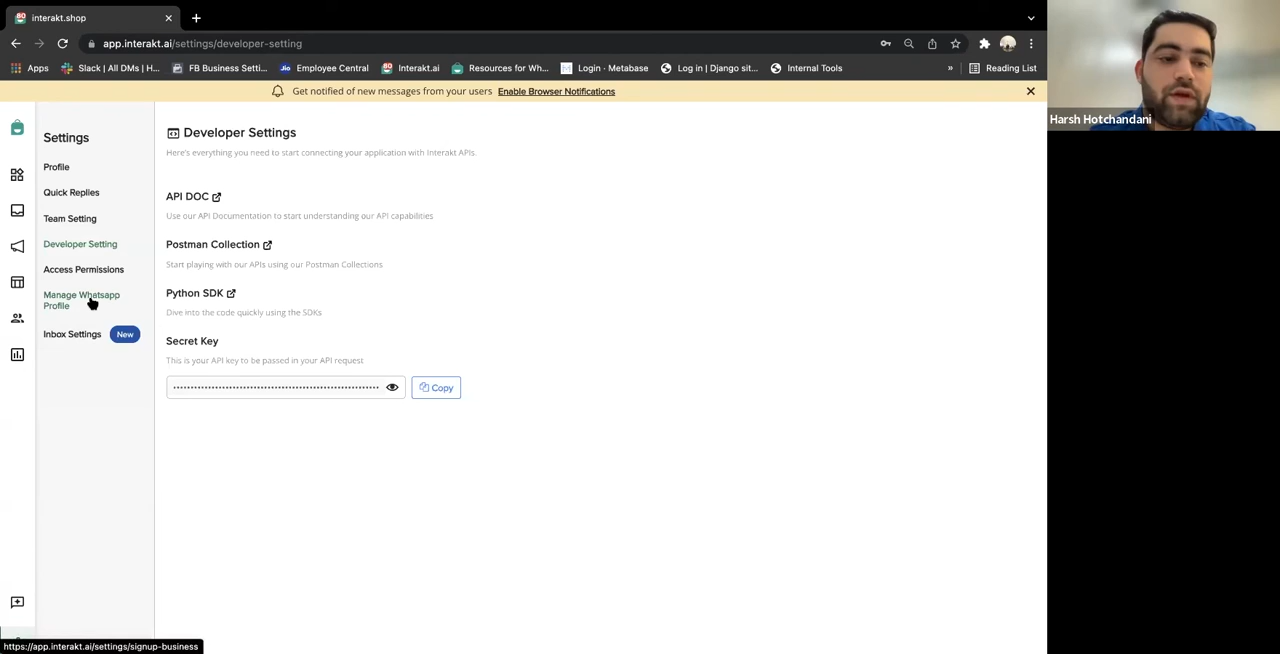 interakt.shop
app.interakt.ai/settings/developer-setting
Apps
Slack | All DMs | H...
FB Business Setti...
Employee Central
Interakt.ai
Resources for Wh...
Login · Metabase
Log in | Django sit...
Internal Tools
»
Reading List
Get notified of new messages from your users Enable Browser Notifications
Harsh Hotchandani
Settings
Profile
Quick Replies
Team Setting
Developer Setting
Access Permissions
Manage Whatsapp
Profile
Inbox Settings New
Developer Settings
Here's everything you need to start connecting your application with Interakt APIs.
API DOC
Use our API Documentation to start understanding our API capabilities
Postman Collection
Start playing with our APIs using our Postman Collections
Python SDK
Dive into the code quickly using the SDKs
Secret Key
This is your API key to be passed in your API request
Copy
https://app.interakt.ai/settings/signup-business